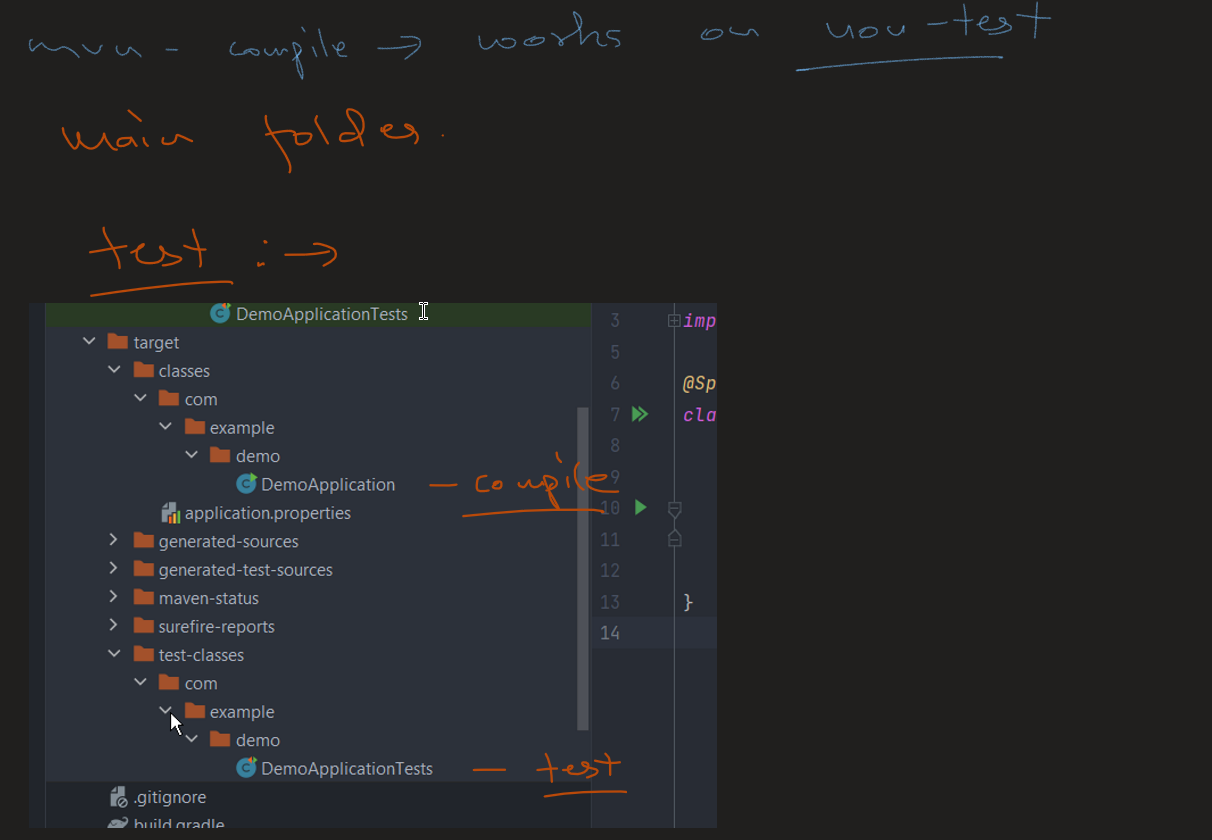 mvn - compile → works on non-test
main folder.
test : →
DemoApplicationTests
3 imp
target
5
classes
6 @Sp
com
7 cla
example
8
demo
9
DemoApplication - compile
10
application.properties
11
generated-sources
12
generated-test-sources
13 }
maven-status
14
surefire-reports
test-classes
com
example
demo
DemoApplicationTests - test
.gitignore
build.gradle